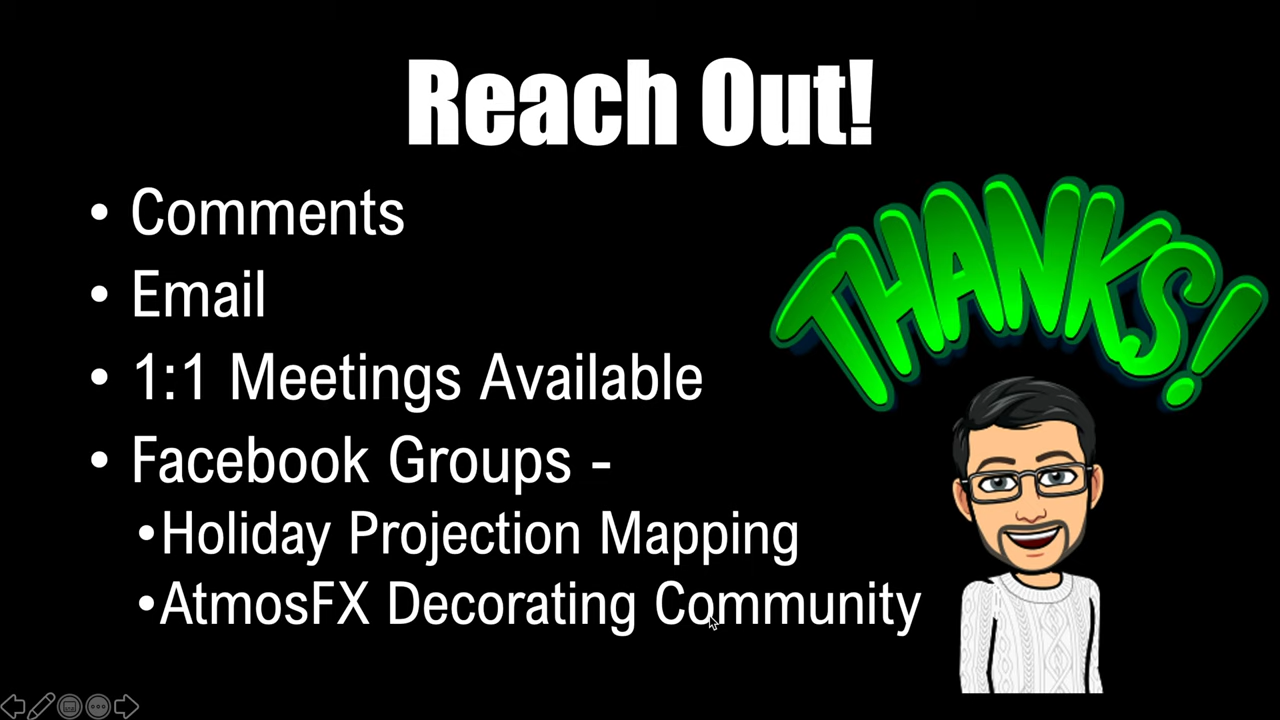 Reach Out!
• Comments
• Email
• 1:1 Meetings Available
• Facebook Groups -
•Holiday Projection Mapping
•AtmosFX Decorating Community
THANKS!